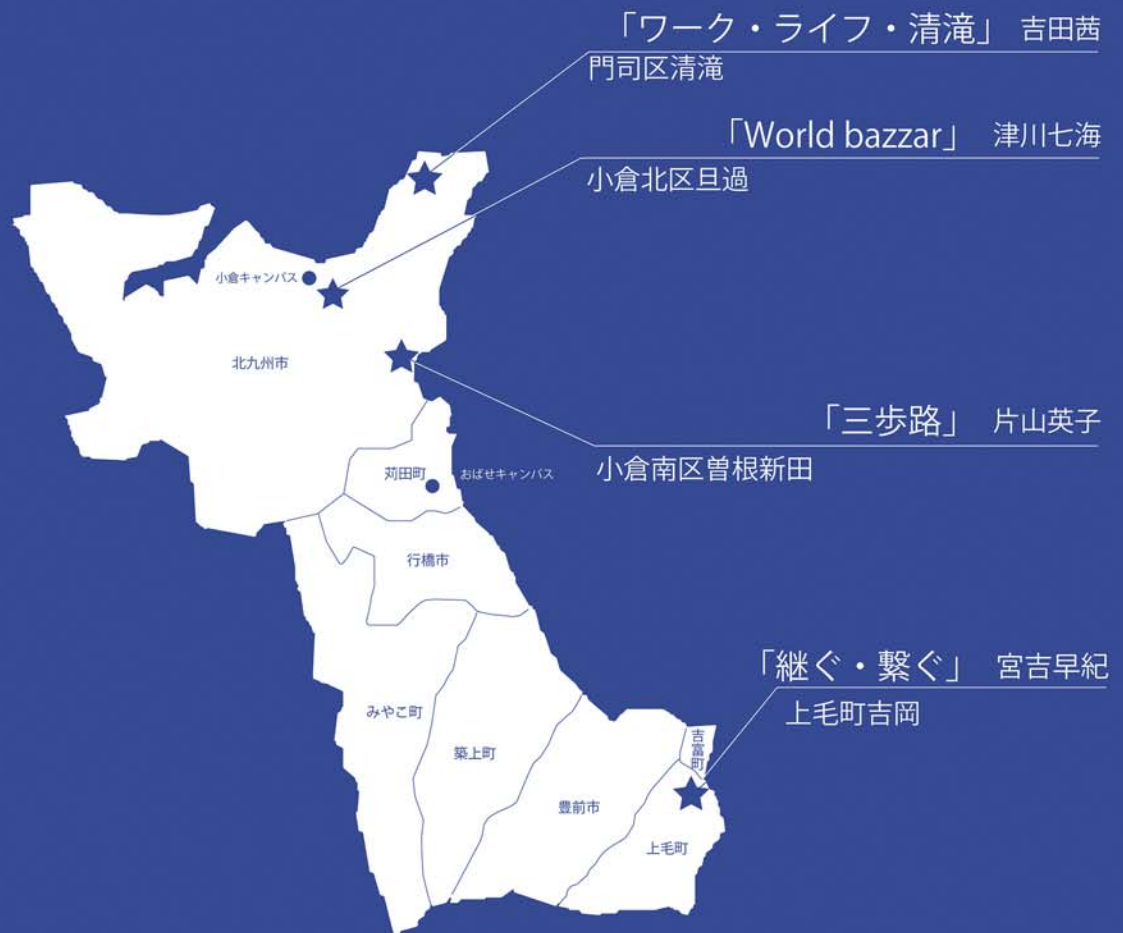 「ワーク・ライフ・清滝」 吉田茜
門司区清滝
「World bazzar」 津川七海
小倉北区旦過
小倉キャンバス
北九州市
「三歩路」 片山英子
小倉南区曽根新田
苅田町
おばせキャンバス
行橋市
「継ぐ・繋ぐ」 宮吉早紀
上毛町吉岡
みやこ町
築上町
吉富町
豊前市
上毛町